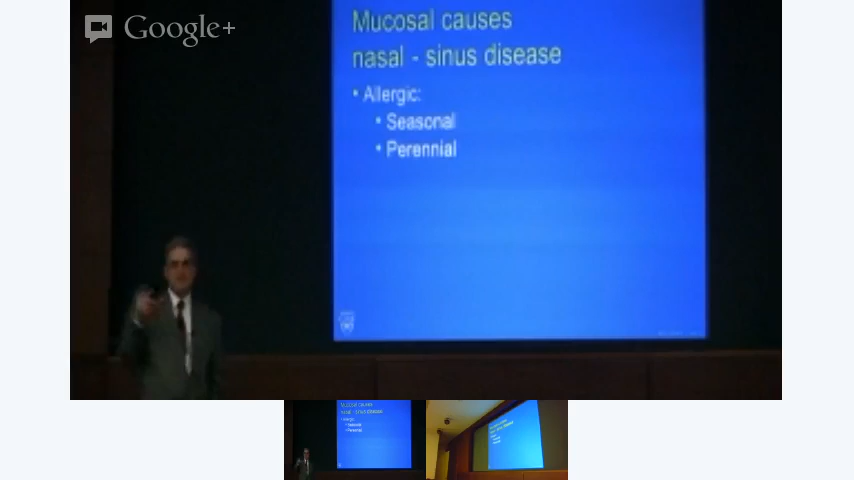 Google+
Mucosal causes
nasal - sinus disease
• Allergic:
• Seasonal
• Perennial